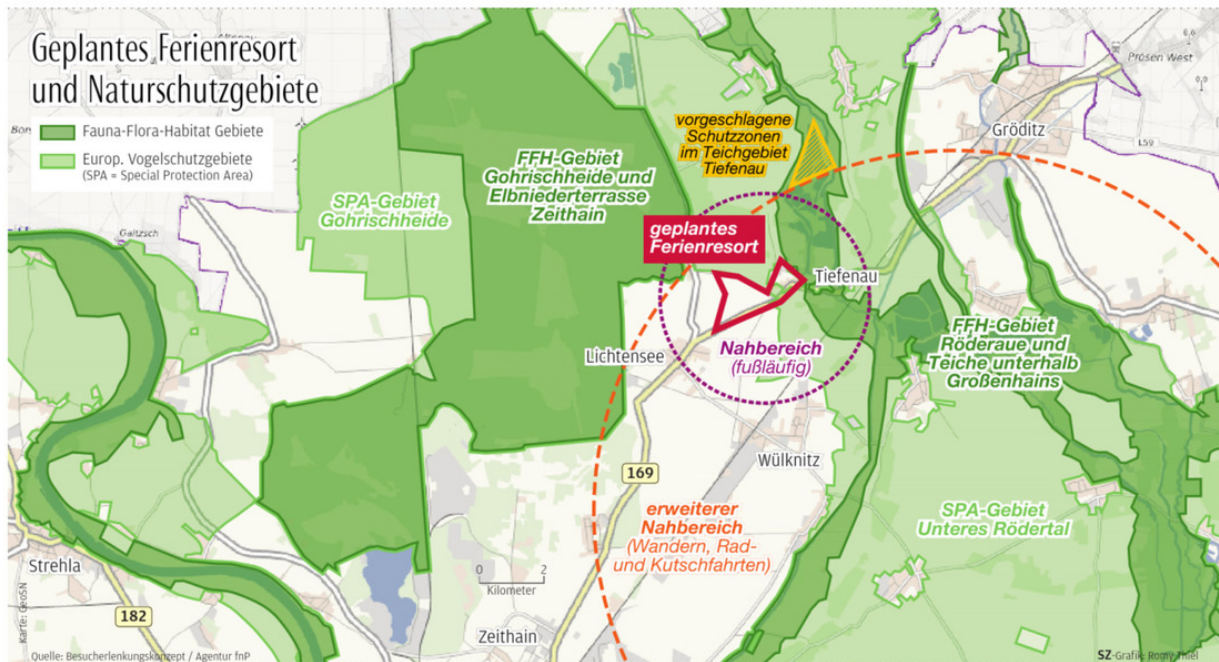 Geplantes Ferienresort
und Naturschutzgebiete
Fauna-Flora-Habitat Gebiete
Europ. Vogelschutzgebiete
(SPA = Special Protection Area)
Prösen West
Gröditz
L59
vorgeschlagene
Schutzzonen
im Teichgebiet
Tiefenau
FFH-Gebiet
Gohrischheide und
Elbniederterrasse
Zeithain
SPA-Gebiet
Gohrischheide
geplantes
Ferienresort
Gaitzsch
Tiefenau
Nahbereich
(fußläufig)
Lichtensee
FFH-Gebiet
Röderaue und
Teiche unterhalb
Großenhains
Wülknitz
169
erweiterer
Nahbereich
(Wandern, Rad-
und Kutschfahrten)
SPA-Gebiet
Unteres Rödertal
Strehla
182
0 2
Kilometer
Zeithain
Karte: GeoSN
Quelle: Besucherlenkungskonzept / Agentur fnP
SZ-Grafik: Romy Thiel